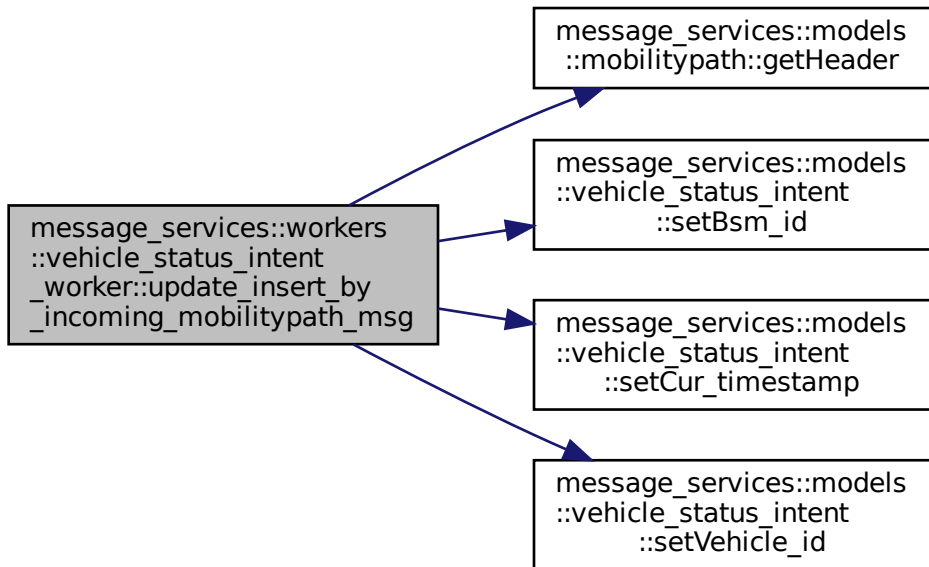 message_services::workers
::vehicle_status_intent
_worker::update_insert_by
_incoming_mobilitypath_msg
message_services::models
::mobilitypath::getHeader
message_services::models
::vehicle_status_intent
::setBsm_id
message_services::models
::vehicle_status_intent
::setCur_timestamp
message_services::models
::vehicle_status_intent
::setVehicle_id